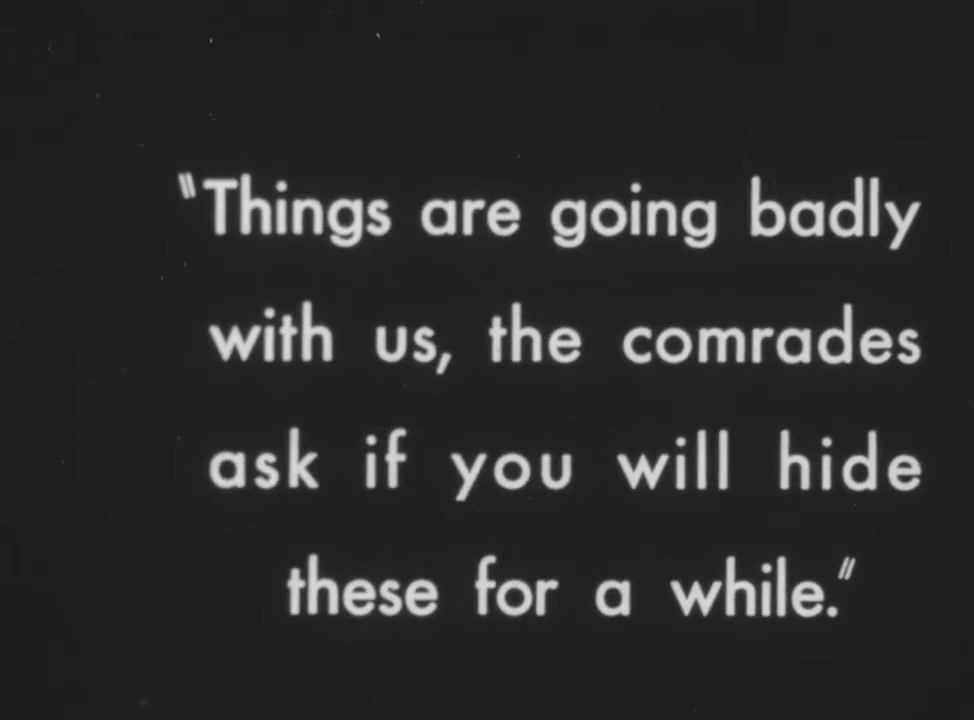 "Things are going badly
with us, the comrades
ask if you will hide
these for a while."